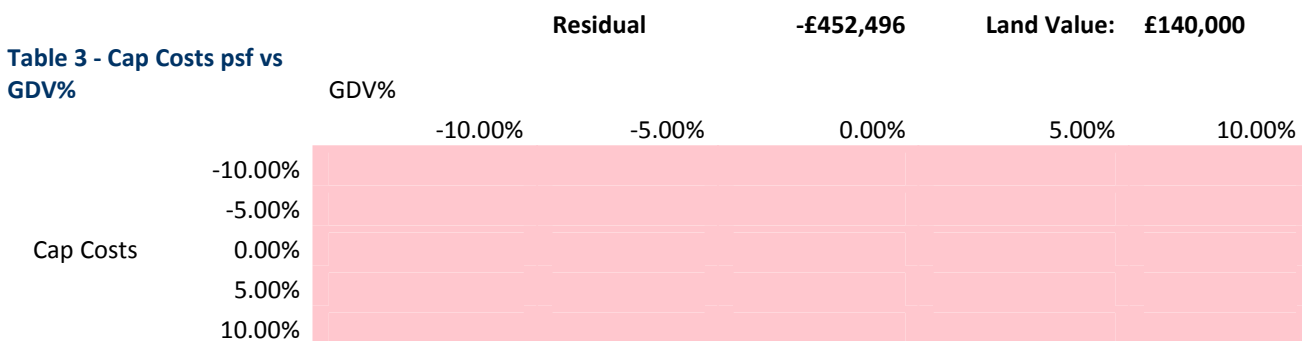 Residual -£452,496 Land Value: £140,000
Table 3 - Cap Costs psf vs
GDV% GDV%
-10.00% -5.00% 0.00% 5.00% 10.00%
-10.00%
-5.00%
Cap Costs 0.00%
5.00%
10.00%